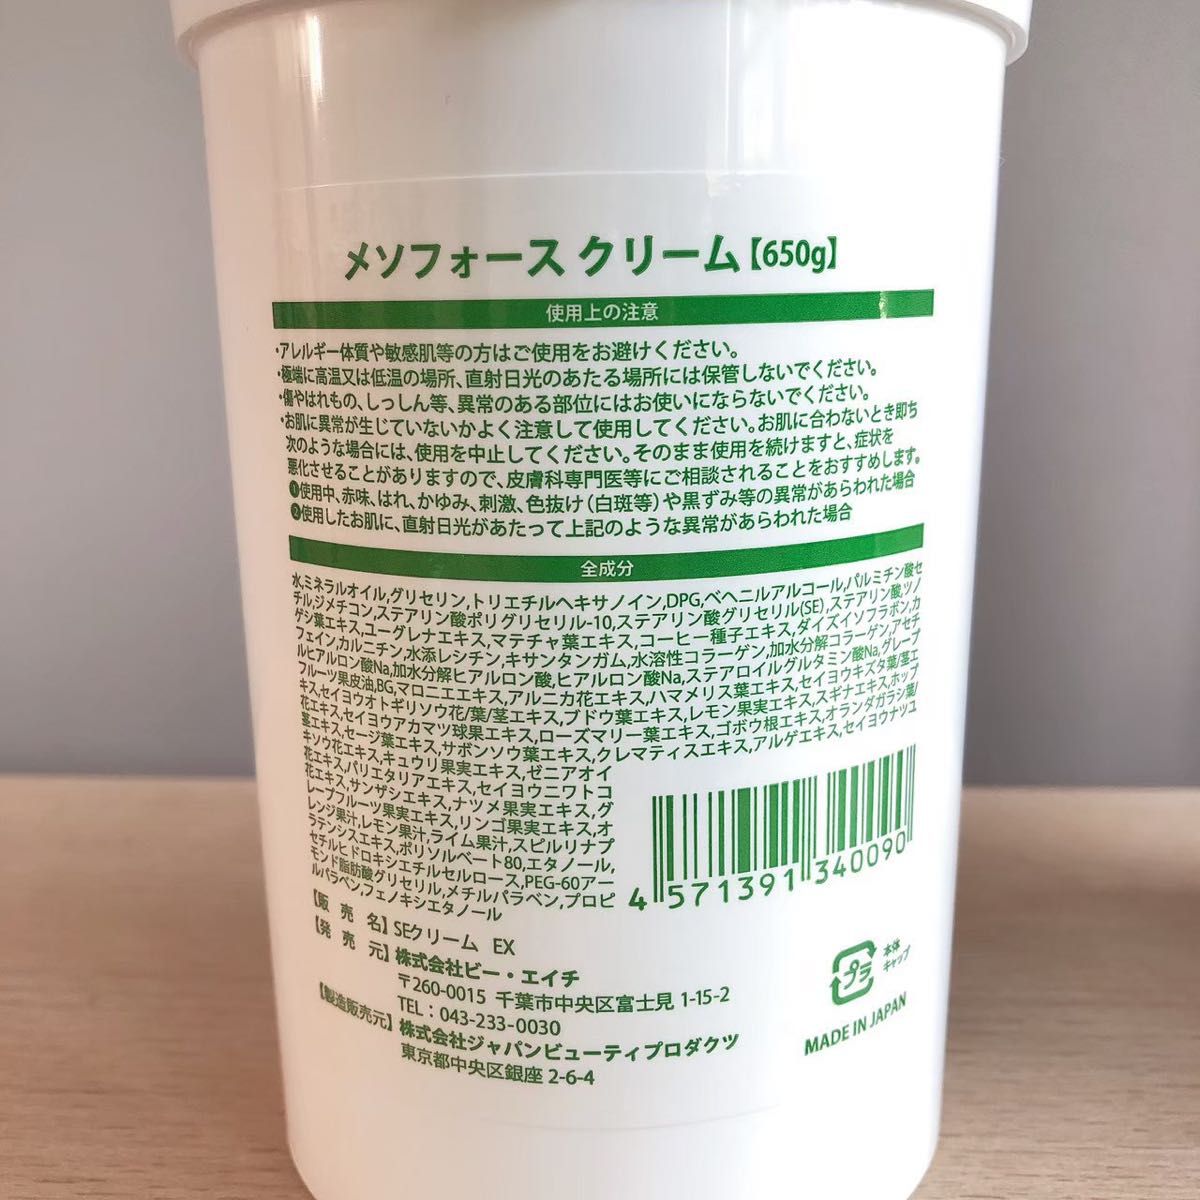 メソフォース クリーム【650g】
使用上の注意
・アレルギー体質や敏感肌等の方はご使用をお避けください。
・極端に高温又は低温の場所、直射日光のあたる場所には保管しないでください。
・傷やはれもの、しっしん等、異常のある部位にはお使いにならないでください。
・お肌に異常が生じていないかよく注意して使用してください。お肌に合わないとき即ち
次のような場合には、使用を中止してください。そのまま使用を続けますと、症状を
悪化させることがありますので、皮膚科専門医等にご相談されることをおすすめします。
❶使用中、赤味、はれ、かゆみ、刺激、色抜け(白斑等)や黒ずみ等の異常があらわれた場合
❷使用したお肌に、直射日光があたって上記のような異常があらわれた場合
全成分
水,ミネラルオイル,グリセリン,トリエチルヘキサノイン,DPG,ベヘニルアルコール,パルミチン酸セ
チル,ジメチコン,ステアリン酸ポリグリセリル-10,ステアリン酸グリセリル(SE),ステアリン酸,ツノ
ゲシ葉エキス,ユーグレナエキス,マテチャ葉エキス,コーヒー種子エキス,ダイズイソフラボン,カ
フェイン,カルニチン,水添レシチン,キサンタンガム,水溶性コラーゲン,加水分解コラーゲン,アセチ
ルヒアルロン酸Na,加水分解ヒアルロン酸,ヒアルロン酸Na,ステアロイルグルタミン酸Na,グレープ
フルーツ果皮油,BG,マロニエエキス,アルニカ花エキス,ハマメリス葉エキス,セイヨウキズタ葉/茎エ
キス,セイヨウオトギリソウ花/葉/茎エキス,ブドウ葉エキス,レモン果実エキス,スギナエキス,ホップ
花エキス,セイヨウアカマツ球果エキス,ローズマリー葉エキス,ゴボウ根エキス,オランダガラシ葉/
茎エキス,セージ葉エキス,サボンソウ葉エキス,クレマティスエキス,アルゲエキス,セイヨウナツユ
キソウ花エキス,キュウリ果実エキス,ゼニアオイ
花エキス,パリエタリアエキス,セイヨウニワトコ
花エキス,サンザシエキス,ナツメ果実エキス,グ
レープフルーツ果実エキス,リンゴ果実エキス,オ
レンジ果汁,レモン果汁,ライム果汁,スピルリナプ
ラテンシスエキス,ポリソルベート80,エタノール,
セチルヒドロキシエチルセルロース,PEG-60アー
モンド脂肪酸グリセリル,メチルパラベン,プロピ
ルパラベン,フェノキシエタノール
4 571391 340090
【販 売 名】SEクリーム EX
【発 売 元】株式会社ビー・エイチ
〒260-0015 千葉市中央区富士見 1-15-2
TEL:043-233-0030
【製造販売元】株式会社ジャパンビューティプロダクツ
東京都中央区銀座 2-6-4
プラ
本体
キャップ
MADE IN JAPAN